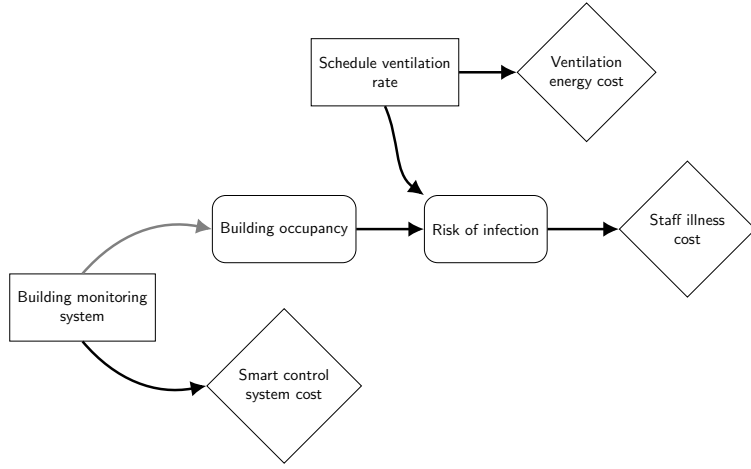 Schedule ventilation
rate
Ventilation
energy cost
Building occupancy
Risk of infection
Staff illness
cost
Building monitoring
system
Smart control
system cost